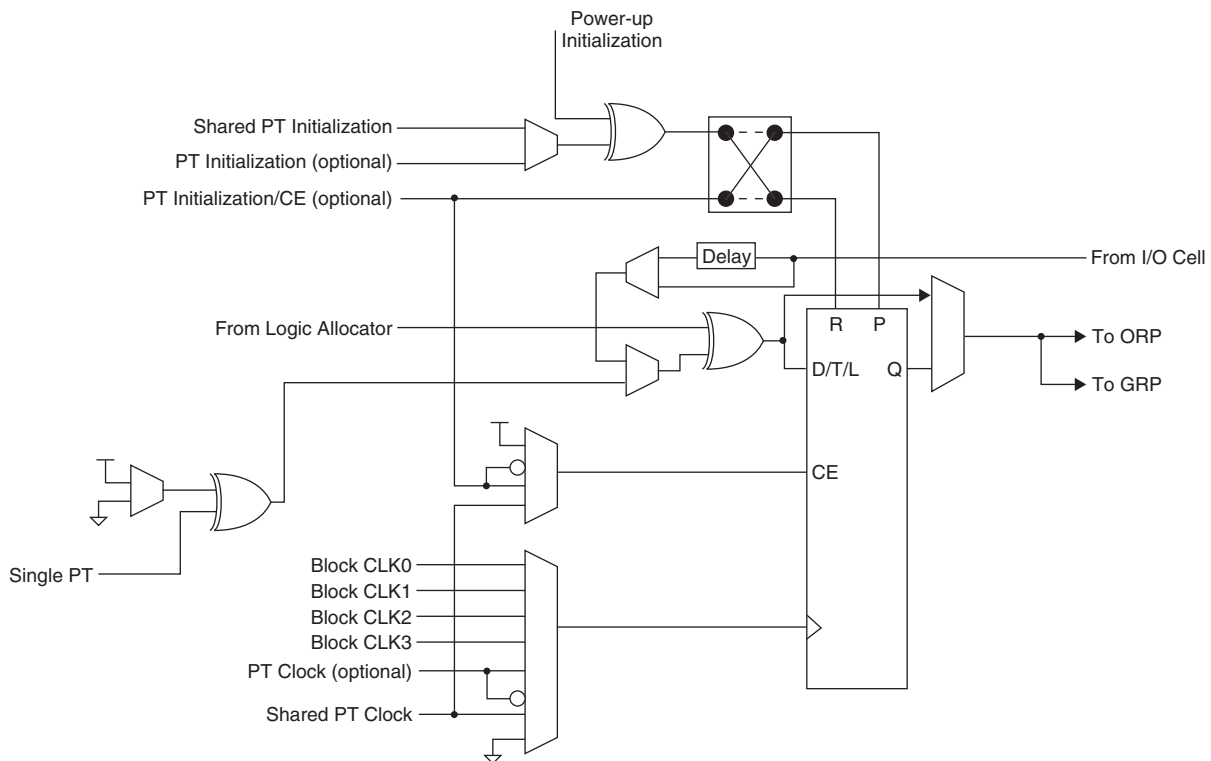 Power-up
Initialization
Shared PT Initialization
PT Initialization (optional)
PT Initialization/CE (optional)
Delay
From I/O Cell
From Logic Allocator
R
P
To ORP
D/T/L
Q
To GRP
CE
Single PT
Block CLK0
Block CLK1
Block CLK2
Block CLK3
PT Clock (optional)
Shared PT Clock